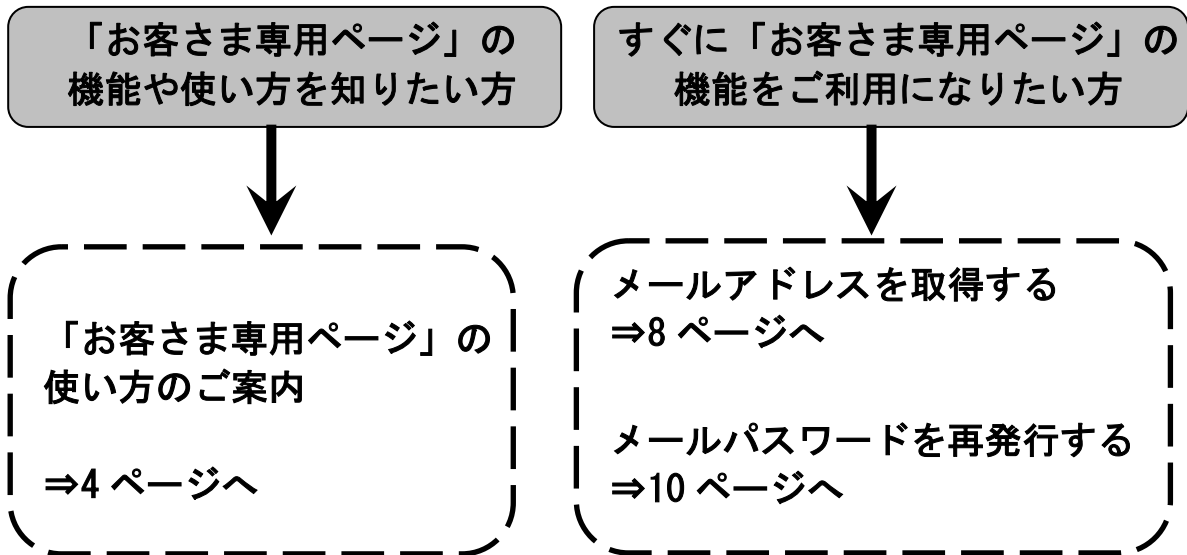 「お客さま専用ページ」の
機能や使い方を知りたい方
「お客さま専用ページ」の
使い方のご案内
⇒4 ページへ
すぐに「お客さま専用ページ」の
機能をご利用になりたい方
メールアドレスを取得する
⇒8 ページへ
メールパスワードを再発行する
⇒10 ページへ